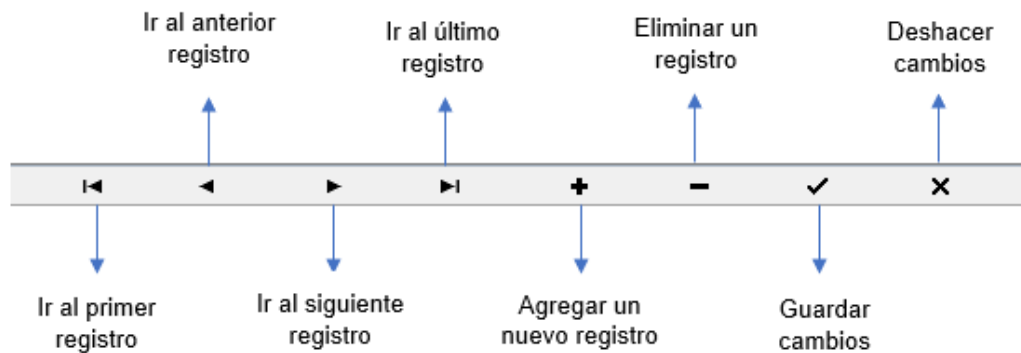 Ir al anterior
registro
Ir al último
registro
Eliminar un
registro
Deshacer
cambios
Ir al primer
registro
Ir al siguiente
registro
Agregar un
nuevo registro
Guardar
cambios